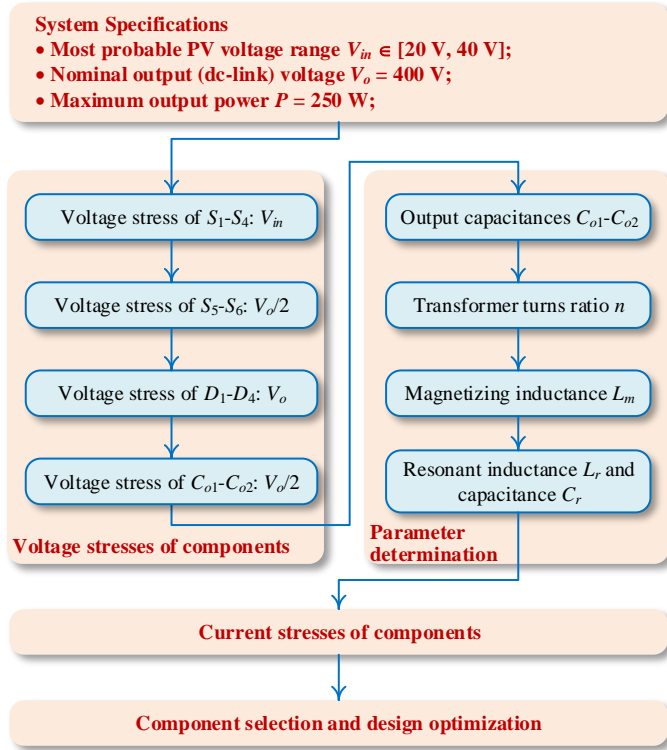 System Specifications
• Most probable PV voltage range Vin ∈ [20 V, 40 V];
• Nominal output (dc-link) voltage Vo = 400 V;
• Maximum output power P = 250 W;
Voltage stress of S1-S4: Vin
Voltage stress of S5-S6: Vo/2
Voltage stress of D1-D4: Vo
Voltage stress of Co1-Co2: Vo/2
Voltage stresses of components
Output capacitances Co1-Co2
Transformer turns ratio n
Magnetizing inductance Lm
Resonant inductance Lr and
capacitance Cr
Parameter
determination
Current stresses of components
Component selection and design optimization